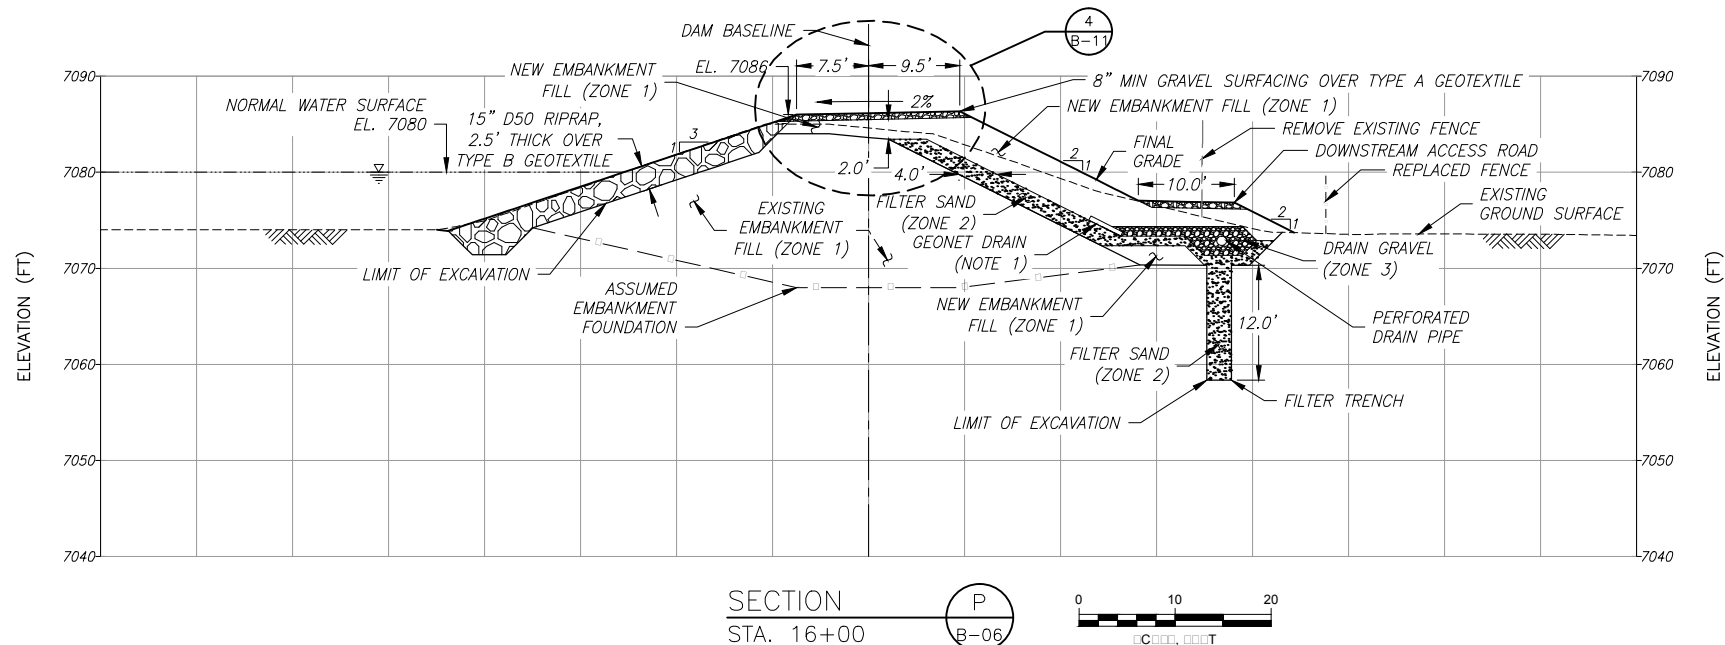 4
B-11
DAM BASELINE
NEW EMBANKMENT
FILL (ZONE 1)
EL. 7086
7.5'
9.5'
2%
8" MIN GRAVEL SURFACING OVER TYPE A GEOTEXTILE
NEW EMBANKMENT FILL (ZONE 1)
7090
7090
NORMAL WATER SURFACE
EL. 7080
15" D50 RIPRAP,
2.5' THICK OVER
TYPE B GEOTEXTILE
3
1
REMOVE EXISTING FENCE
FINAL
GRADE
2
1
DOWNSTREAM ACCESS ROAD
REPLACED FENCE
10.0'
7080
7080
2.0'
4.0'
EXISTING
GROUND SURFACE
FILTER SAND
(ZONE 2)
EXISTING
EMBANKMENT
FILL (ZONE 1)
GEONET DRAIN
(NOTE 1)
2
1
DRAIN GRAVEL
(ZONE 3)
7070
7070
LIMIT OF EXCAVATION
ASSUMED
EMBANKMENT
FOUNDATION
NEW EMBANKMENT
FILL (ZONE 1)
12.0'
PERFORATED
DRAIN PIPE
FILTER SAND
(ZONE 2)
7060
7060
FILTER TRENCH
LIMIT OF EXCAVATION
7050
7050
7040
7040
ELEVATION (FT)
ELEVATION (FT)
SECTION
STA. 16+00
P
B-06
0
10
20